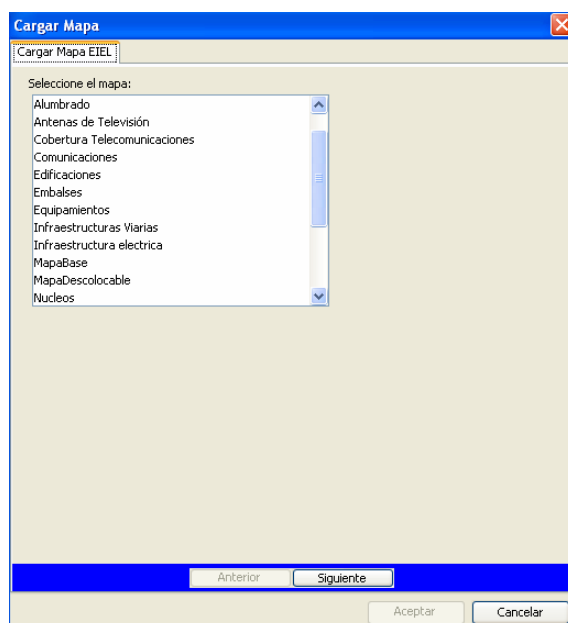 Cargar Mapa
Cargar Mapa EIEL
Seleccione el mapa:
Alumbrado
Antenas de Televisión
Cobertura Telecomunicaciones
Comunicaciones
Edificaciones
Embalses
Equipamientos
Infraestructuras Viarias
Infraestructura electrica
MapaBase
MapaDescolocable
Nucleos
Anterior
Siguiente
Aceptar
Cancelar